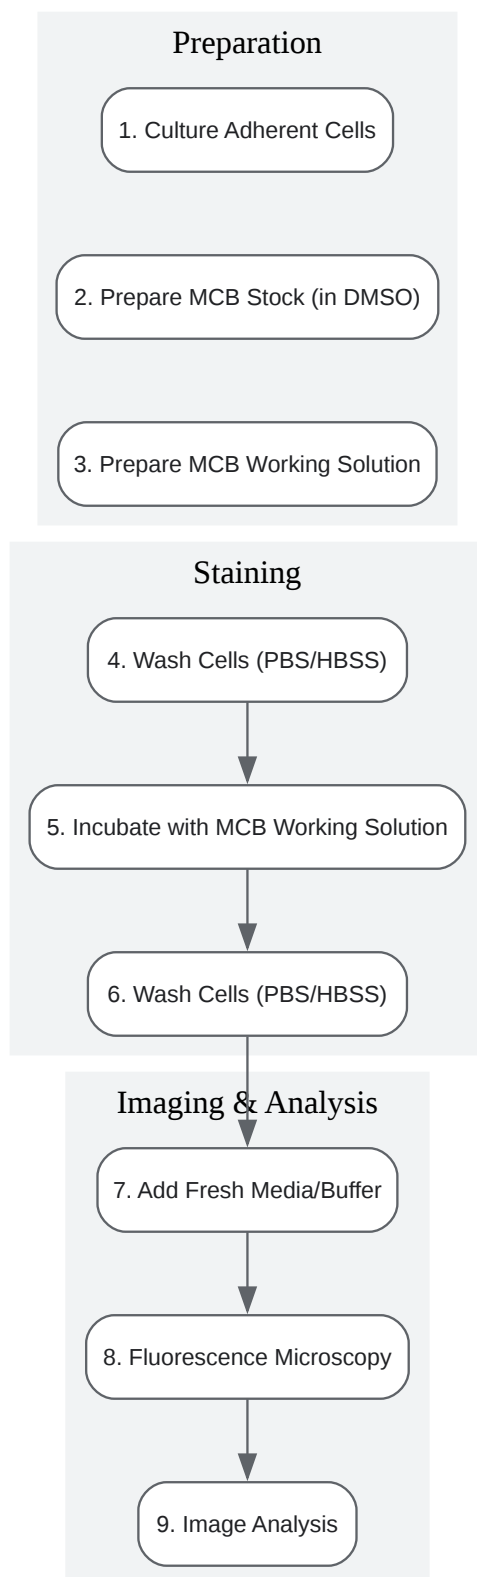 Preparation
1. Culture Adherent Cells
2. Prepare MCB Stock (in DMSO)
3. Prepare MCB Working Solution
Staining
4. Wash Cells (PBS/HBSS)
5. Incubate with MCB Working Solution
6. Wash Cells (PBS/HBSS)
Imaging & Analysis
7. Add Fresh Media/Buffer
8. Fluorescence Microscopy
9. Image Analysis